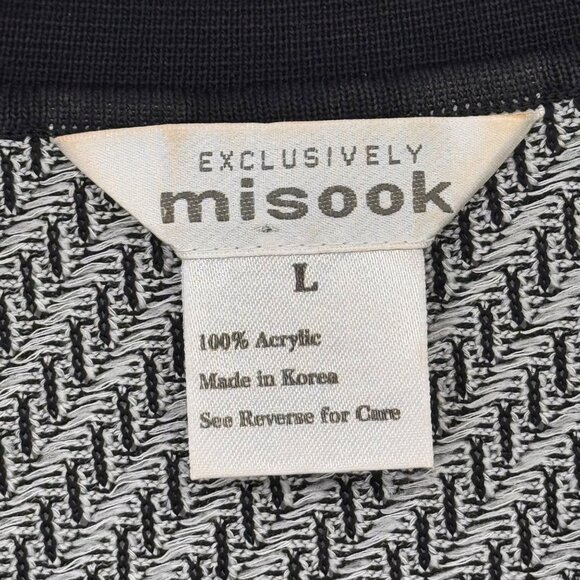 EXCLUSIVELY
misook
L
100% Acrylic
Made in Korea
See Reverse for Care